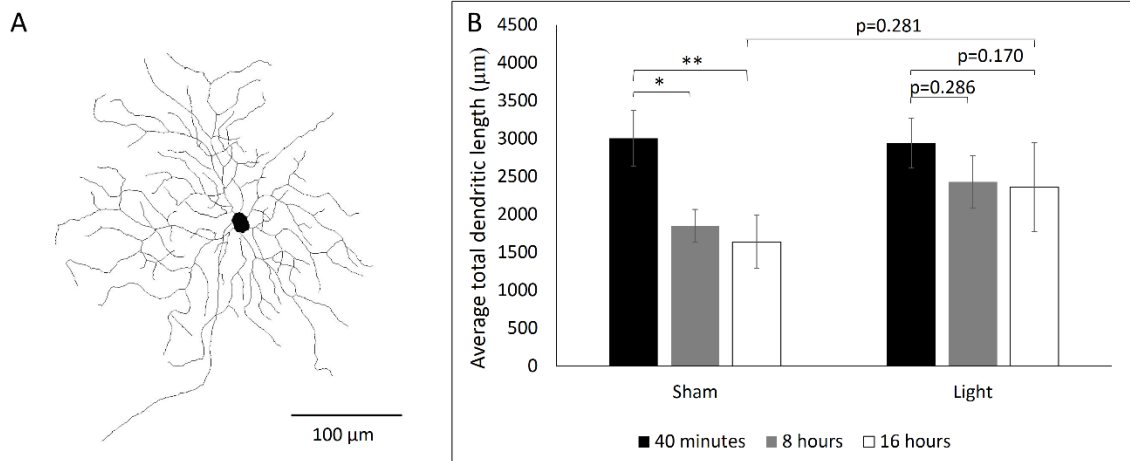 A
100 µm
B
Average total dendritic length (µm)
5000
4500
4000
3500
3000
2500
2000
1500
1000
500
0
p=0.281
**
*
p=0.170
p=0.286
Sham
Light
40 minutes
8 hours
16 hours